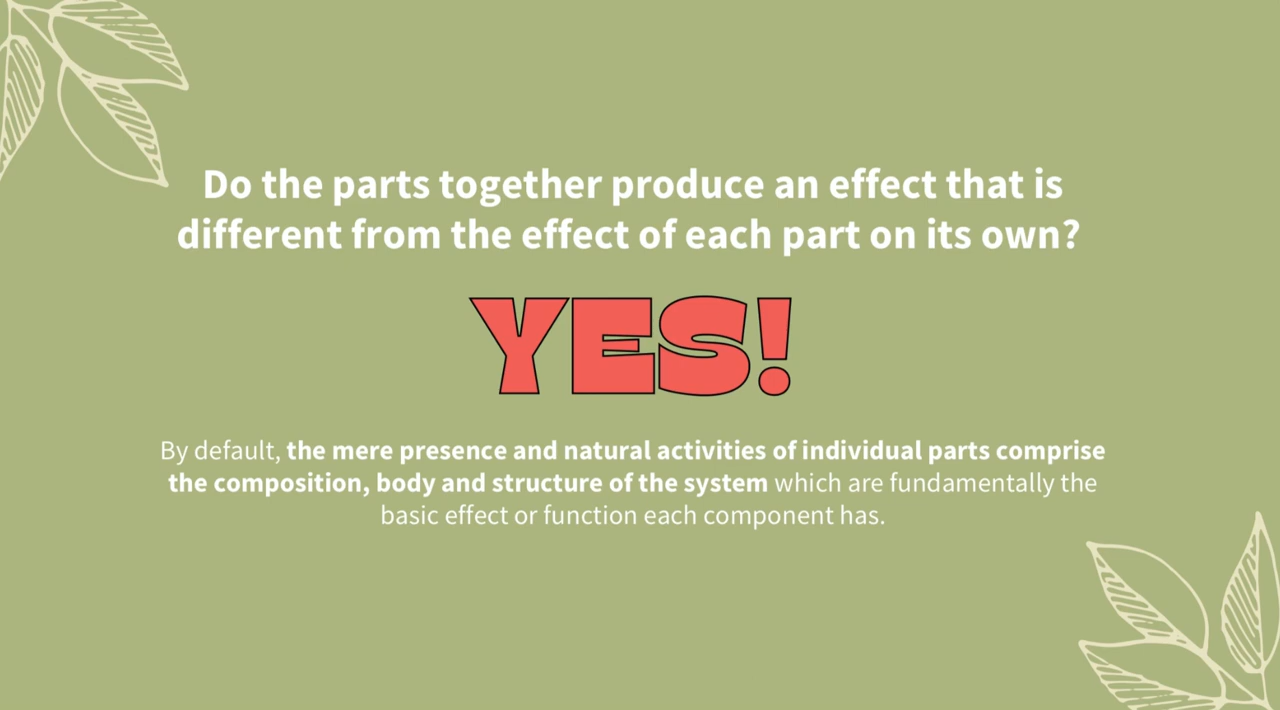 Do the parts together produce an effect that is
different from the effect of each part on its own?
YES!
By default, the mere presence and natural activities of individual parts comprise
the composition, body and structure of the system which are fundamentally the
basic effect or function each component has.